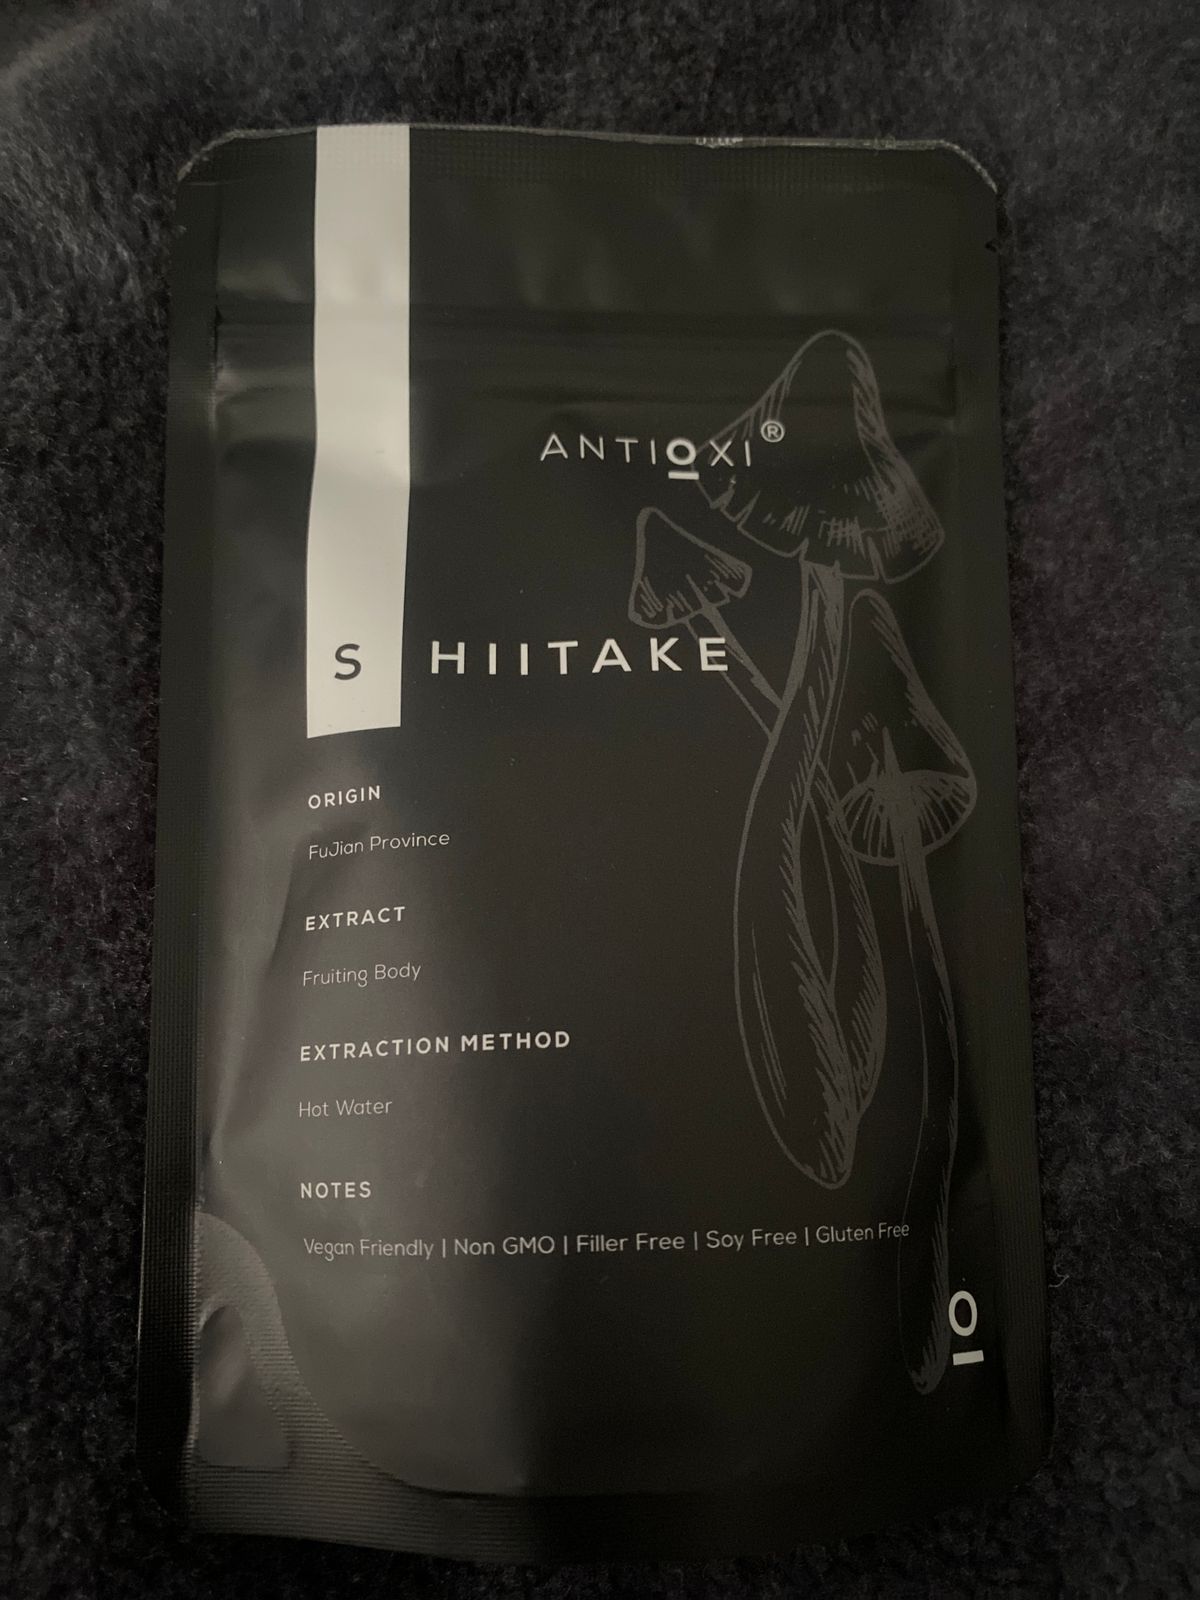 ANTIOXI®
SHIITAKE
ORIGIN
FuJian Province
EXTRACT
Fruiting Body
EXTRACTION METHOD
Hot Water
NOTES
Vegan Friendly | Non GMO | Filler Free | Soy Free | Gluten Free
O